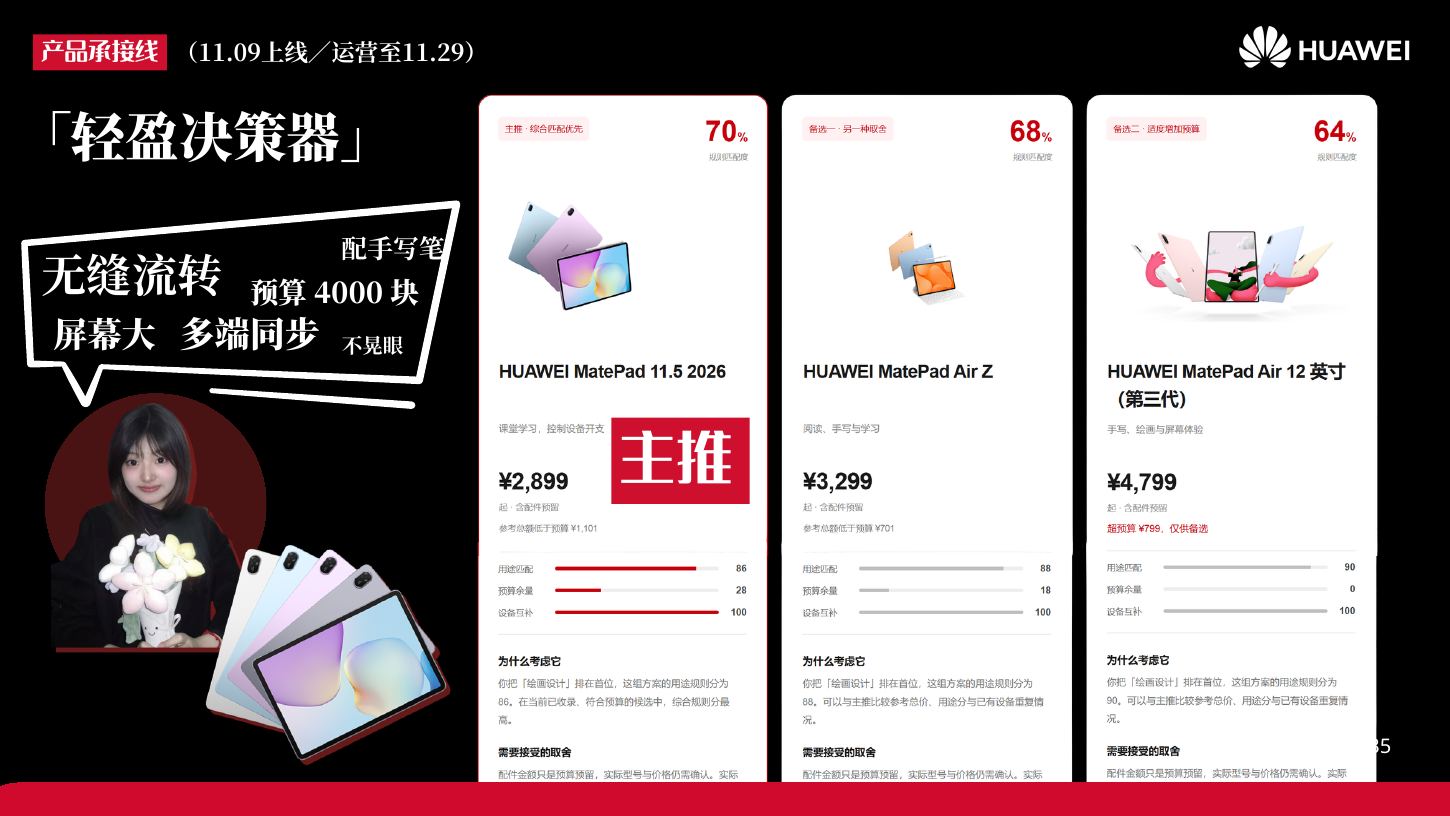 产品承接线 （11.09上线／运营至11.29）
HUAWEI
「轻盈决策器」
配手写笔
无缝流转
预算 4000 块
屏幕大 多端同步
不晃眼
主推 · 综合匹配优先
70%
规则匹配度
HUAWEI MatePad 11.5 2026
课堂学习，控制设备开支
主推
¥2,899
起 · 含配件预留
参考总额低于预算 ¥1,101
用途匹配 86
预算余量 28
设备互补 100
为什么考虑它
你把「绘画设计」排在首位，这组方案的用途规则分为
86。在当前已收录、符合预算的候选中，综合规则分最
高。
需要接受的取舍
配件金额只是预算预留，实际型号与价格仍需确认。实际
备选一 · 另一种取舍
68%
规则匹配度
HUAWEI MatePad Air Z
阅读、手写与学习
¥3,299
起 · 含配件预留
参考总额低于预算 ¥701
用途匹配 88
预算余量 18
设备互补 100
为什么考虑它
你把「绘画设计」排在首位，这组方案的用途规则分为
88。可以与主推比较参考总价、用途分与已有设备重复情
况。
需要接受的取舍
配件金额只是预算预留，实际型号与价格仍需确认。实际
备选二 · 适度增加预算
64%
规则匹配度
HUAWEI MatePad Air 12 英寸
（第三代）
手写、绘画与屏幕体验
¥4,799
起 · 含配件预留
超预算 ¥799，仅供备选
用途匹配 90
预算余量 0
设备互补 100
为什么考虑它
你把「绘画设计」排在首位，这组方案的用途规则分为
90。可以与主推比较参考总价、用途分与已有设备重复情
况。
需要接受的取舍
配件金额只是预算预留，实际型号与价格仍需确认。实际
35